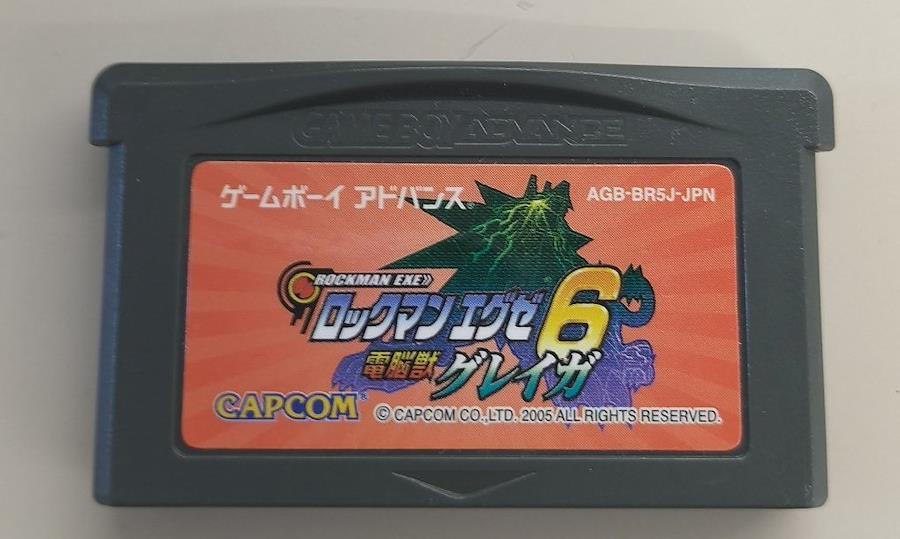 GAME BOY ADVANCE
ゲームボーイ アドバンス® AGB-BR5J-JPN
ROCKMAN EXE
ロックマン エグゼ6
電脳獣 グレイガ
CAPCOM® © CAPCOM CO.,LTD. 2005 ALL RIGHTS RESERVED.